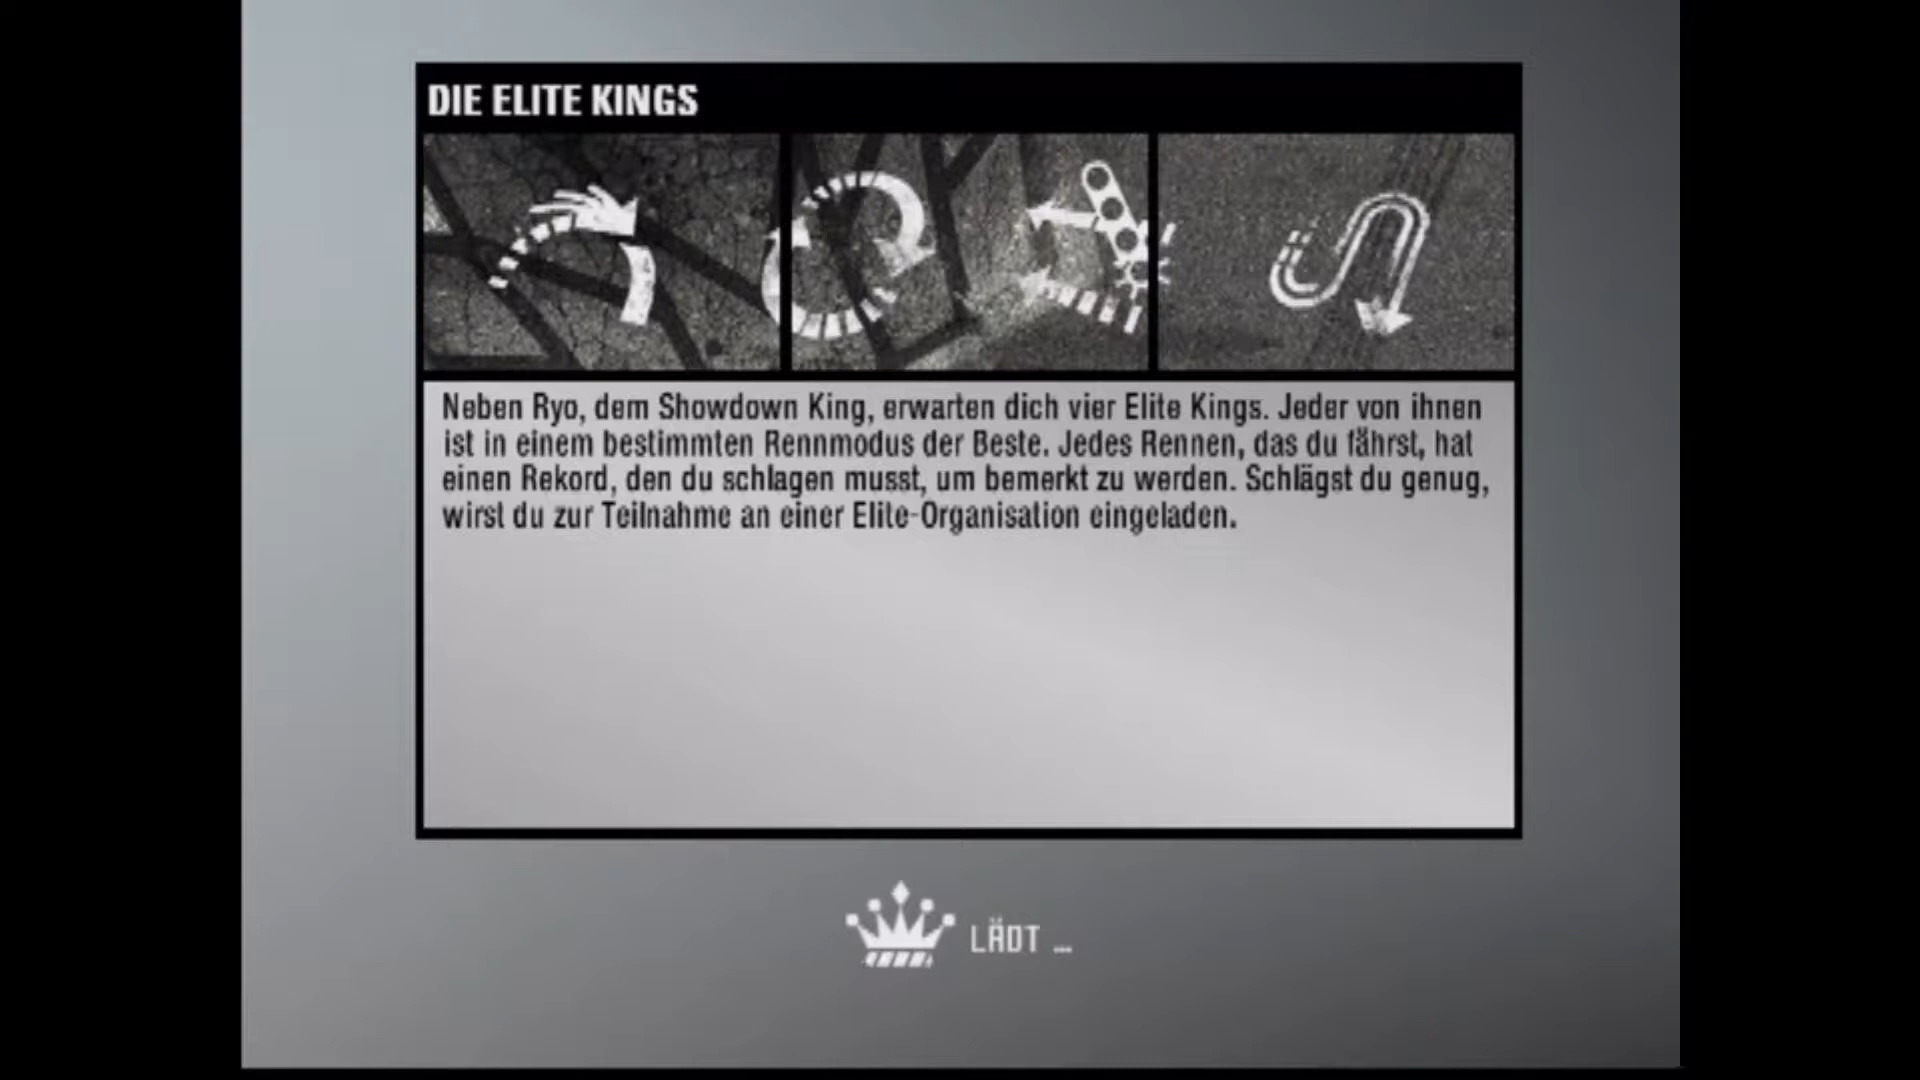 DIE ELITE KINGS
Neben Ryo, dem Showdown King, erwarten dich vier Elite Kings. Jeder von ihnen
ist in einem bestimmten Rennmodus der Beste. Jedes Rennen, das du fährst, hat
einen Rekord, den du schlagen musst, um bemerkt zu werden. Schlägst du genug,
wirst du zur Teilnahme an einer Elite-Organisation eingeladen.
LÄDT ...